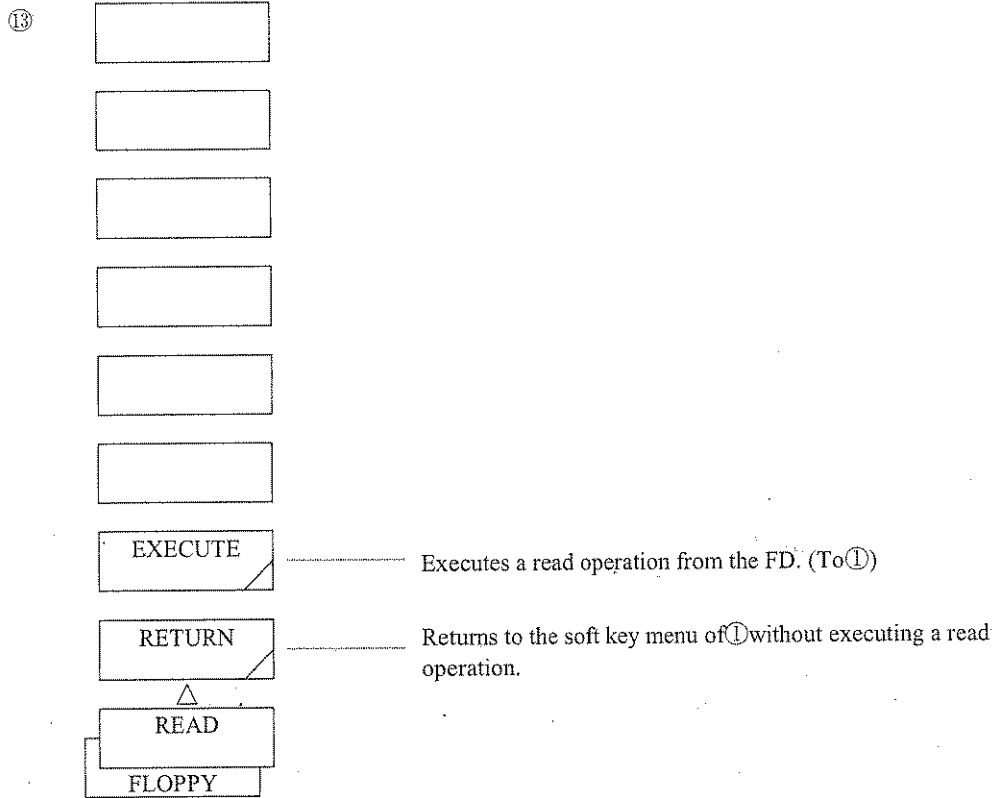 ⑬
EXECUTE
Executes a read operation from the FD. (To①)
RETURN
Returns to the soft key menu of①without executing a read
operation.
READ
FLOPPY